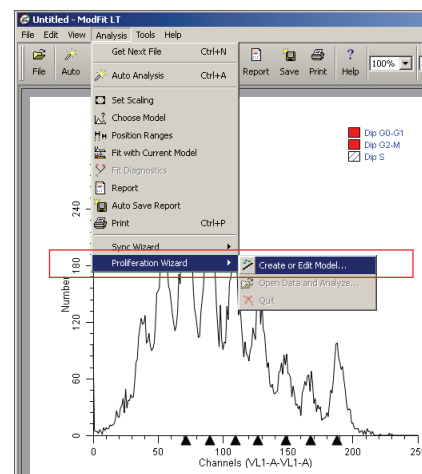 Untitled - ModFit LT
File Edit View Analysis Tools Help
File Auto Report Save Print Help 100%
Get Next File Ctrl+N
Auto Analysis Ctrl+A
Set Scaling
Choose Model
Position Ranges
Fit with Current Model
Fit Diagnostics
Report
Auto Save Report
Print Ctrl+P
Sync Wizard
Proliferation Wizard
Create or Edit Model...
Open Data and Analyze...
Quit
Dip G0-G1
Dip G2-M
Dip S
Number
240
180
120
60
0
0 50 100 150 200 250
Channels (VL1-A-VL1-A)